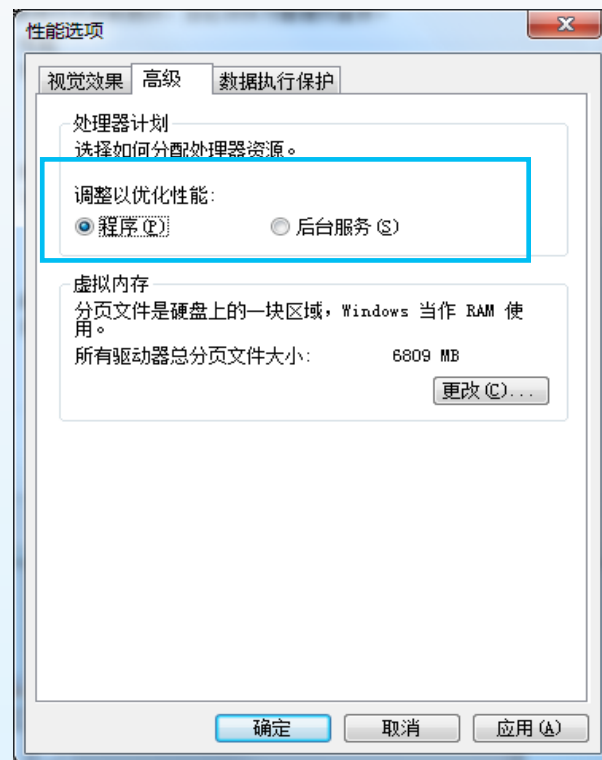 性能选项
视觉效果 高级 数据执行保护
处理器计划
选择如何分配处理器资源。
调整以优化性能:
程序(P) 后台服务(S)
虚拟内存
分页文件是硬盘上的一块区域，Windows 当作 RAM 使
用。
所有驱动器总分页文件大小: 6809 MB
更改(C)...
确定 取消 应用(A)